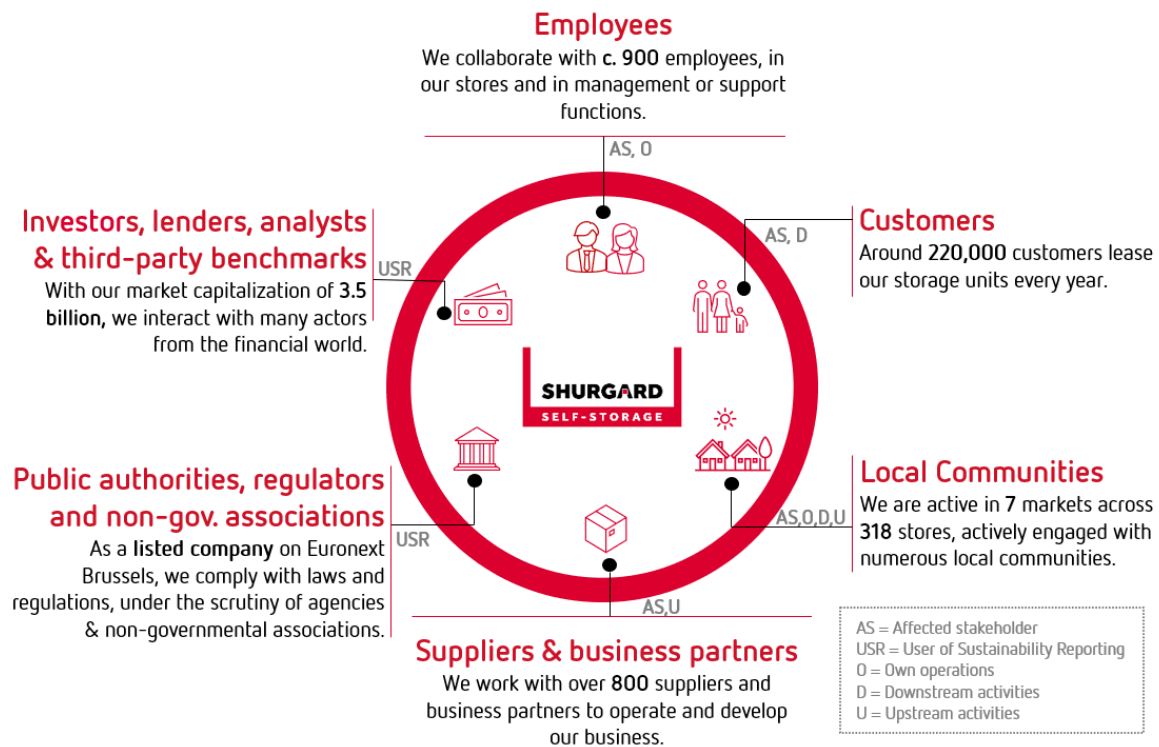 Employees
We collaborate with c. 900 employees, in
our stores and in management or support
functions.
AS, O
Investors, lenders, analysts
& third-party benchmarks
With our market capitalization of 3.5
billion, we interact with many actors
from the financial world.
USR
Customers
Around 220,000 customers lease
our storage units every year.
AS, D
SHURGARD
SELF-STORAGE
Public authorities, regulators
and non-gov. associations
As a listed company on Euronext
Brussels, we comply with laws and
regulations, under the scrutiny of agencies
& non-governmental associations.
USR
Local Communities
We are active in 7 markets across
318 stores, actively engaged with
numerous local communities.
AS,O,D,U
AS,U
Suppliers & business partners
We work with over 800 suppliers and
business partners to operate and develop
our business.
AS = Affected stakeholder
USR = User of Sustainability Reporting
O = Own operations
D = Downstream activities
U = Upstream activities